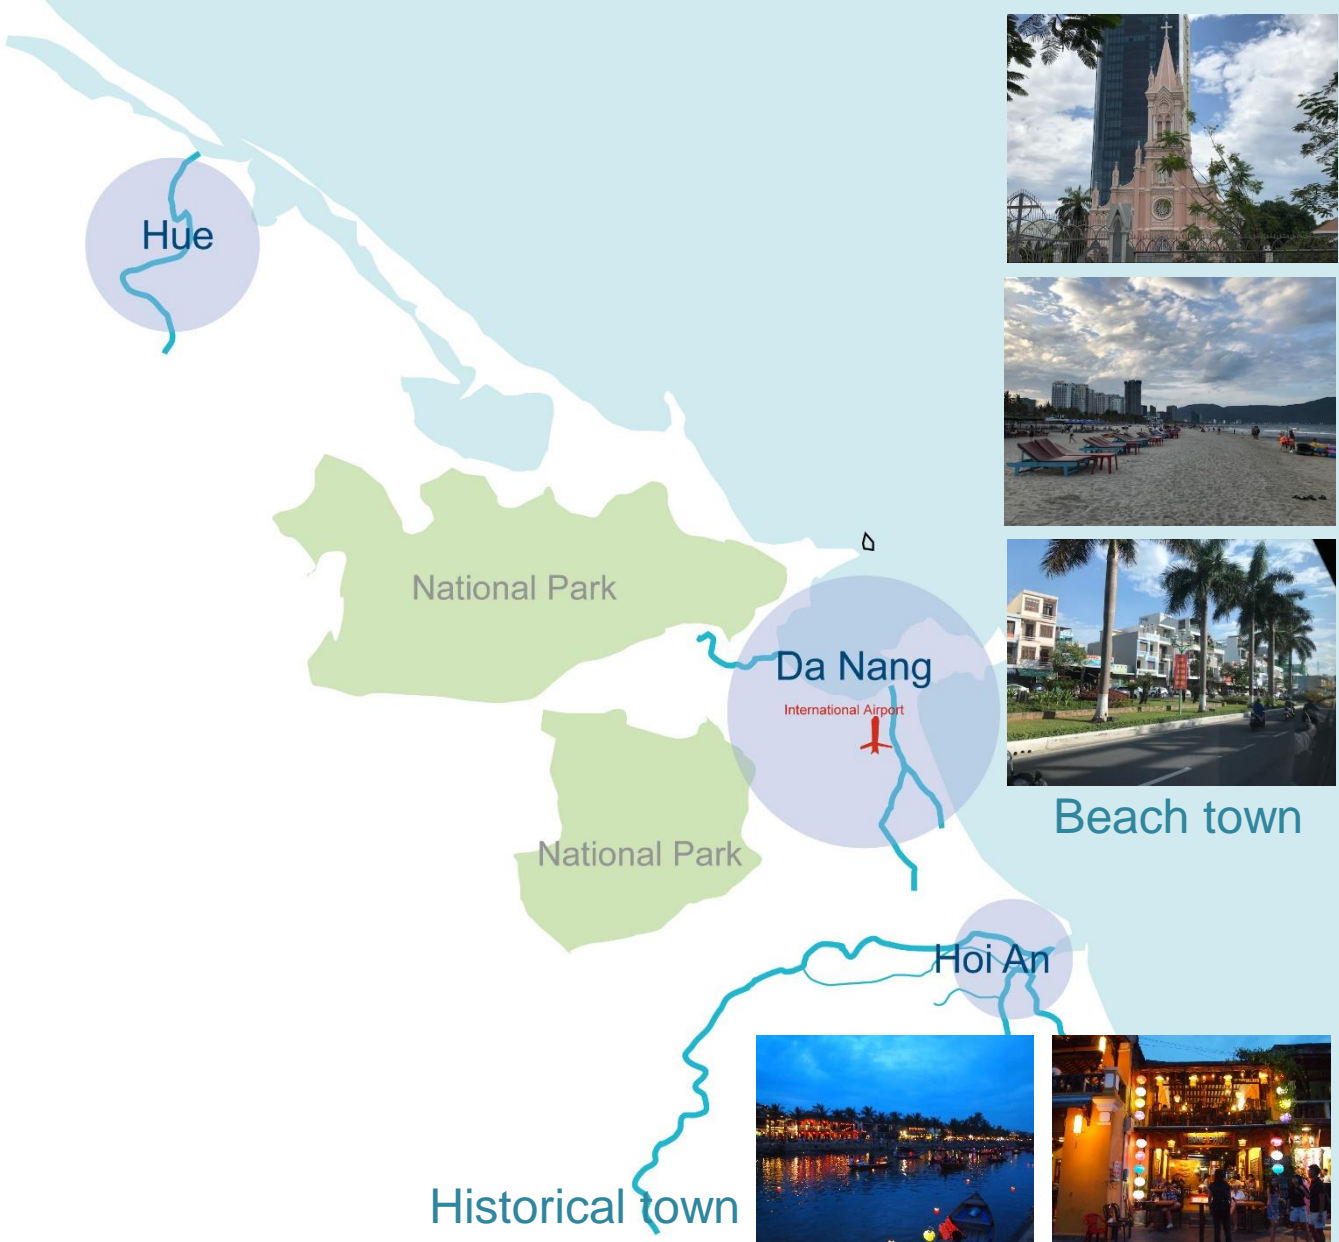 Hue
National Park
Da Nang
International Airport
Beach town
National Park
Hoi An
Historical town